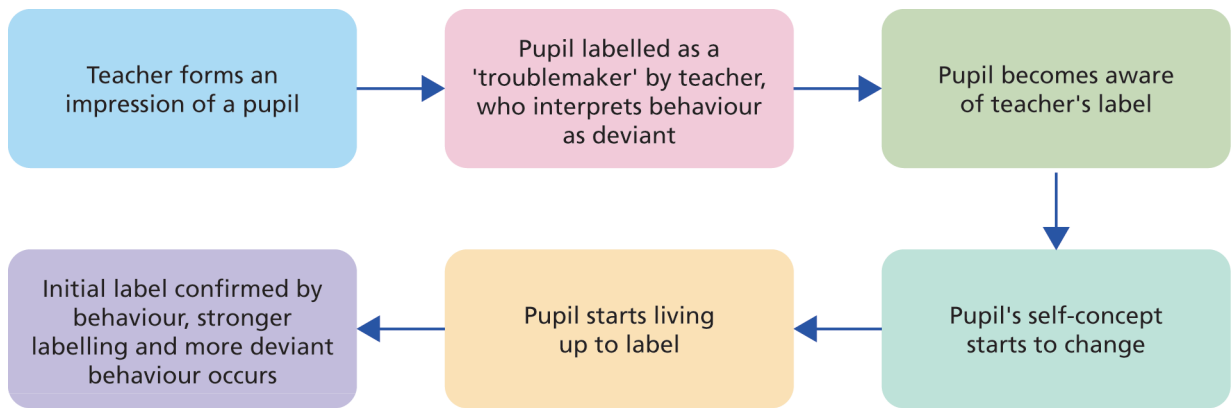 Teacher forms an
impression of a pupil
Pupil labelled as a
'troublemaker' by teacher,
who interprets behaviour
as deviant
Pupil becomes aware
of teacher's label
Pupil's self-concept
starts to change
Pupil starts living
up to label
Initial label confirmed by
behaviour, stronger
labelling and more deviant
behaviour occurs